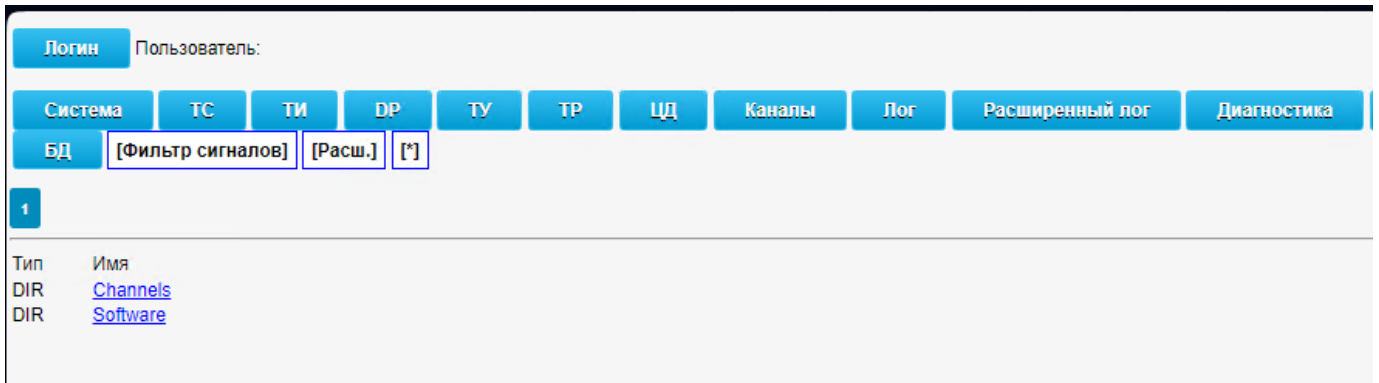 Логин Пользователь:
Система ТС ТИ DP ТУ ТР ЦД Каналы Лог Расширенный лог Диагностика
БД [Фильтр сигналов] [Расш.] [*]
1
Тип Имя
DIR Channels
DIR Software